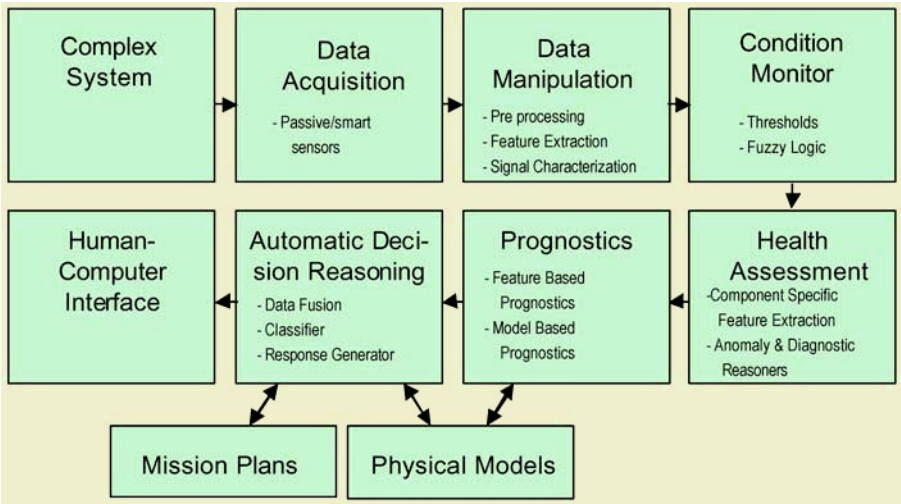 Complex
System
Data
Acquisition
- Passive/smart
sensors
Data
Manipulation
- Pre processing
- Feature Extraction
- Signal Characterization
Condition
Monitor
- Thresholds
- Fuzzy Logic
Human-
Computer
Interface
Automatic Deci-
sion Reasoning
- Data Fusion
- Classifier
- Response Generator
Prognostics
- Feature Based
Prognostics
- Model Based
Prognostics
Health
Assessment
-Component Specific
Feature Extraction
- Anomaly & Diagnostic
Reasoners
Mission Plans
Physical Models